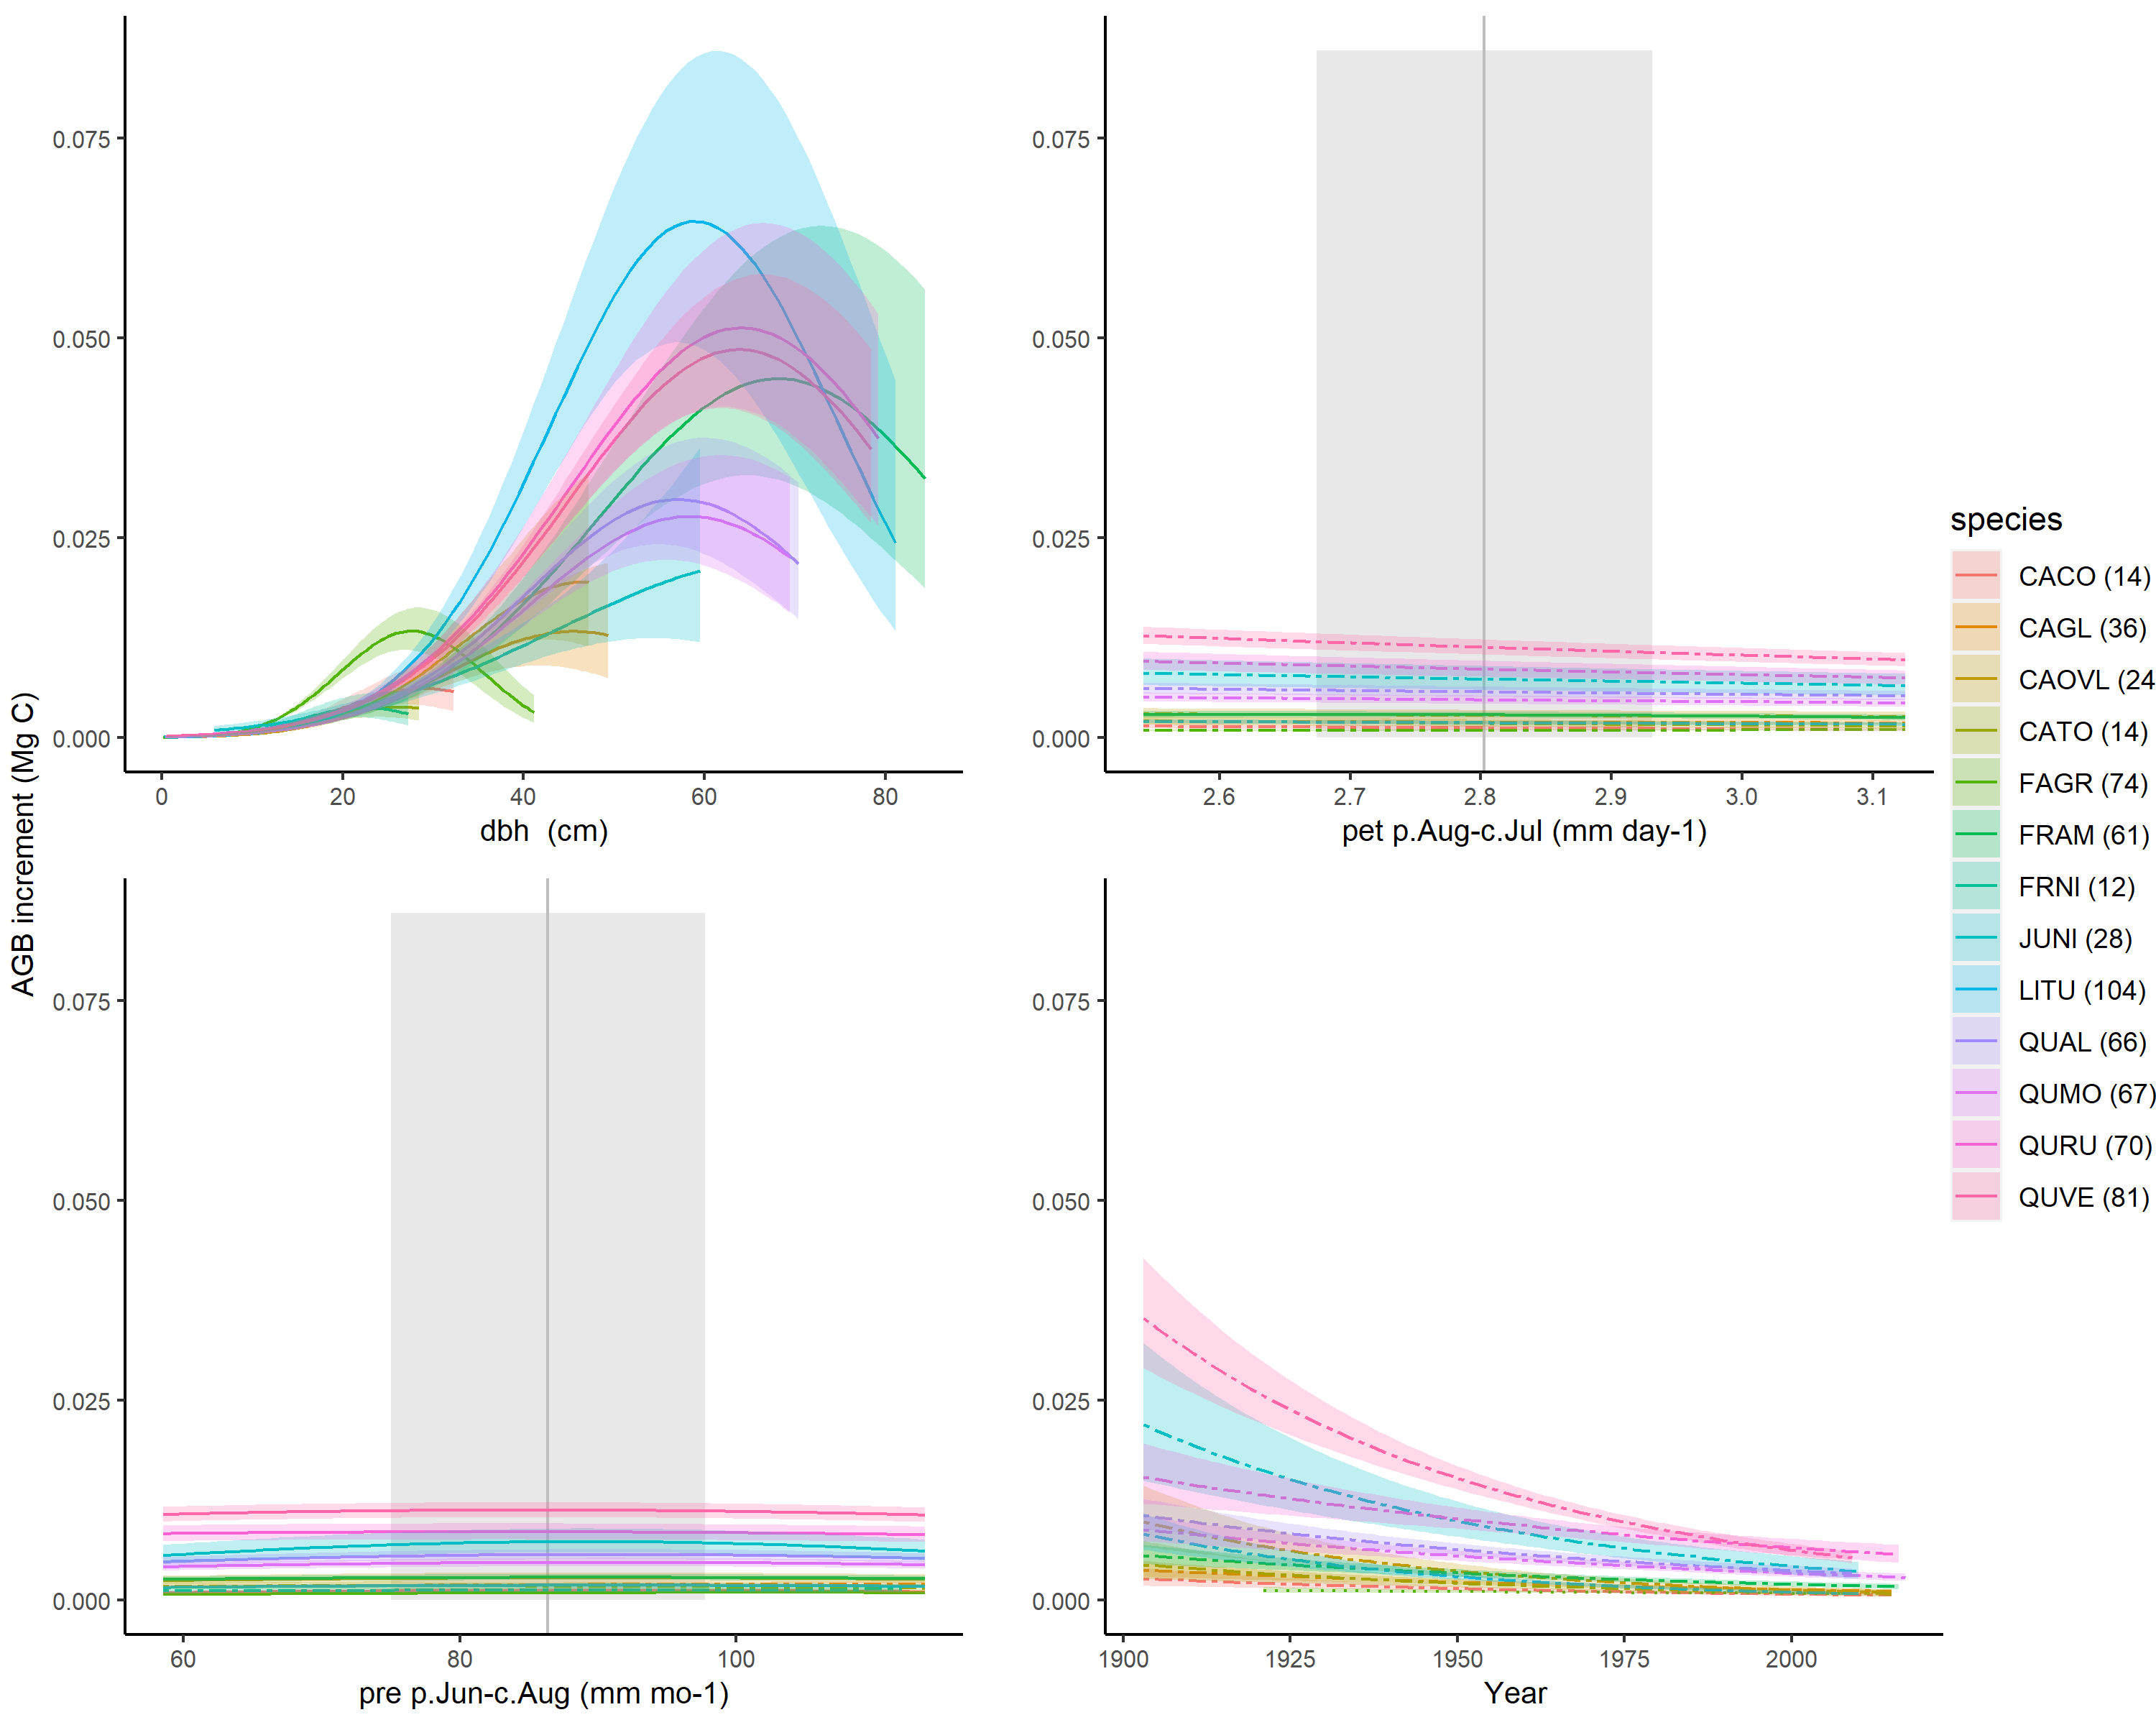 AGB increment (Mg C)
0.075
0.050
0.025
0.000
0
20
40
60
80
dbh  (cm)
0.075
0.050
0.025
0.000
2.6
2.7
2.8
2.9
3.0
3.1
pet p.Aug-c.Jul (mm day-1)
0.075
0.050
0.025
0.000
60
80
100
pre p.Jun-c.Aug (mm mo-1)
0.075
0.050
0.025
0.000
1900
1925
1950
1975
2000
Year
species
CACO (14)
CAGL (36)
CAOVL (24
CATO (14)
FAGR (74)
FRAM (61)
FRNI (12)
JUNI (28)
LITU (104)
QUAL (66)
QUMO (67)
QURU (70)
QUVE (81)